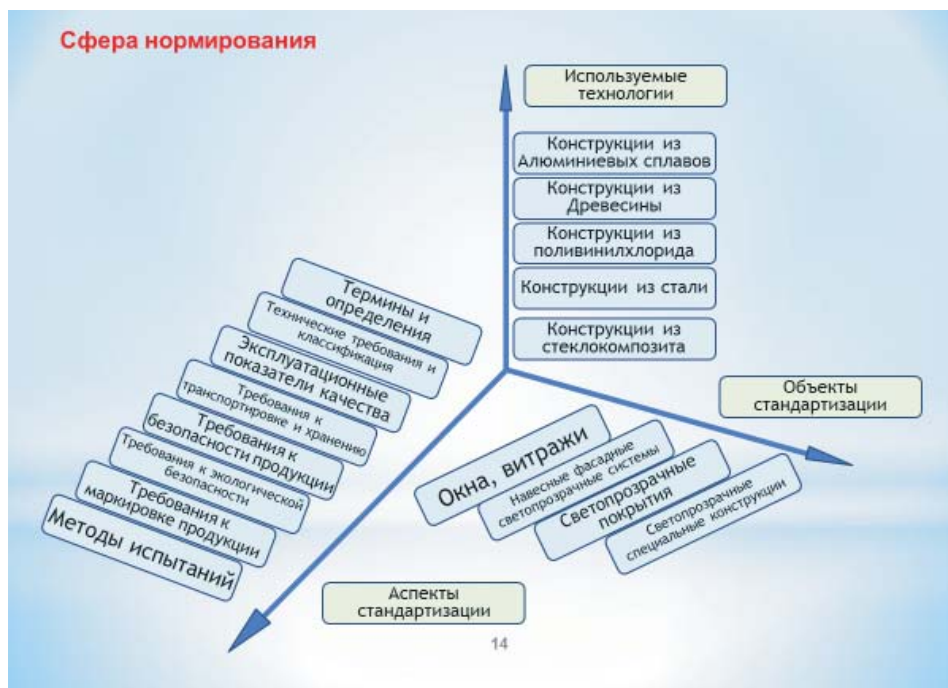 Сфера нормирования
Используемые
технологии
Конструкции из
Алюминиевых сплавов
Конструкции из
Древесины
Конструкции из
поливинилхлорида
Конструкции из стали
Конструкции из
стеклокомпозита
Термины и
определения
Технические требования и
классификация
Эксплуатационные
показатели качества
Требования к
транспортировке и хранению
Требования к
безопасности продукции
Требования к экологической
безопасности
Требования к
маркировке продукции
Методы испытаний
Объекты
стандартизации
Окна, витражи
Навесные фасадные
светопрозрачные системы
Светопрозрачные
покрытия
Светопрозрачные
специальные конструкции
Аспекты
стандартизации
14